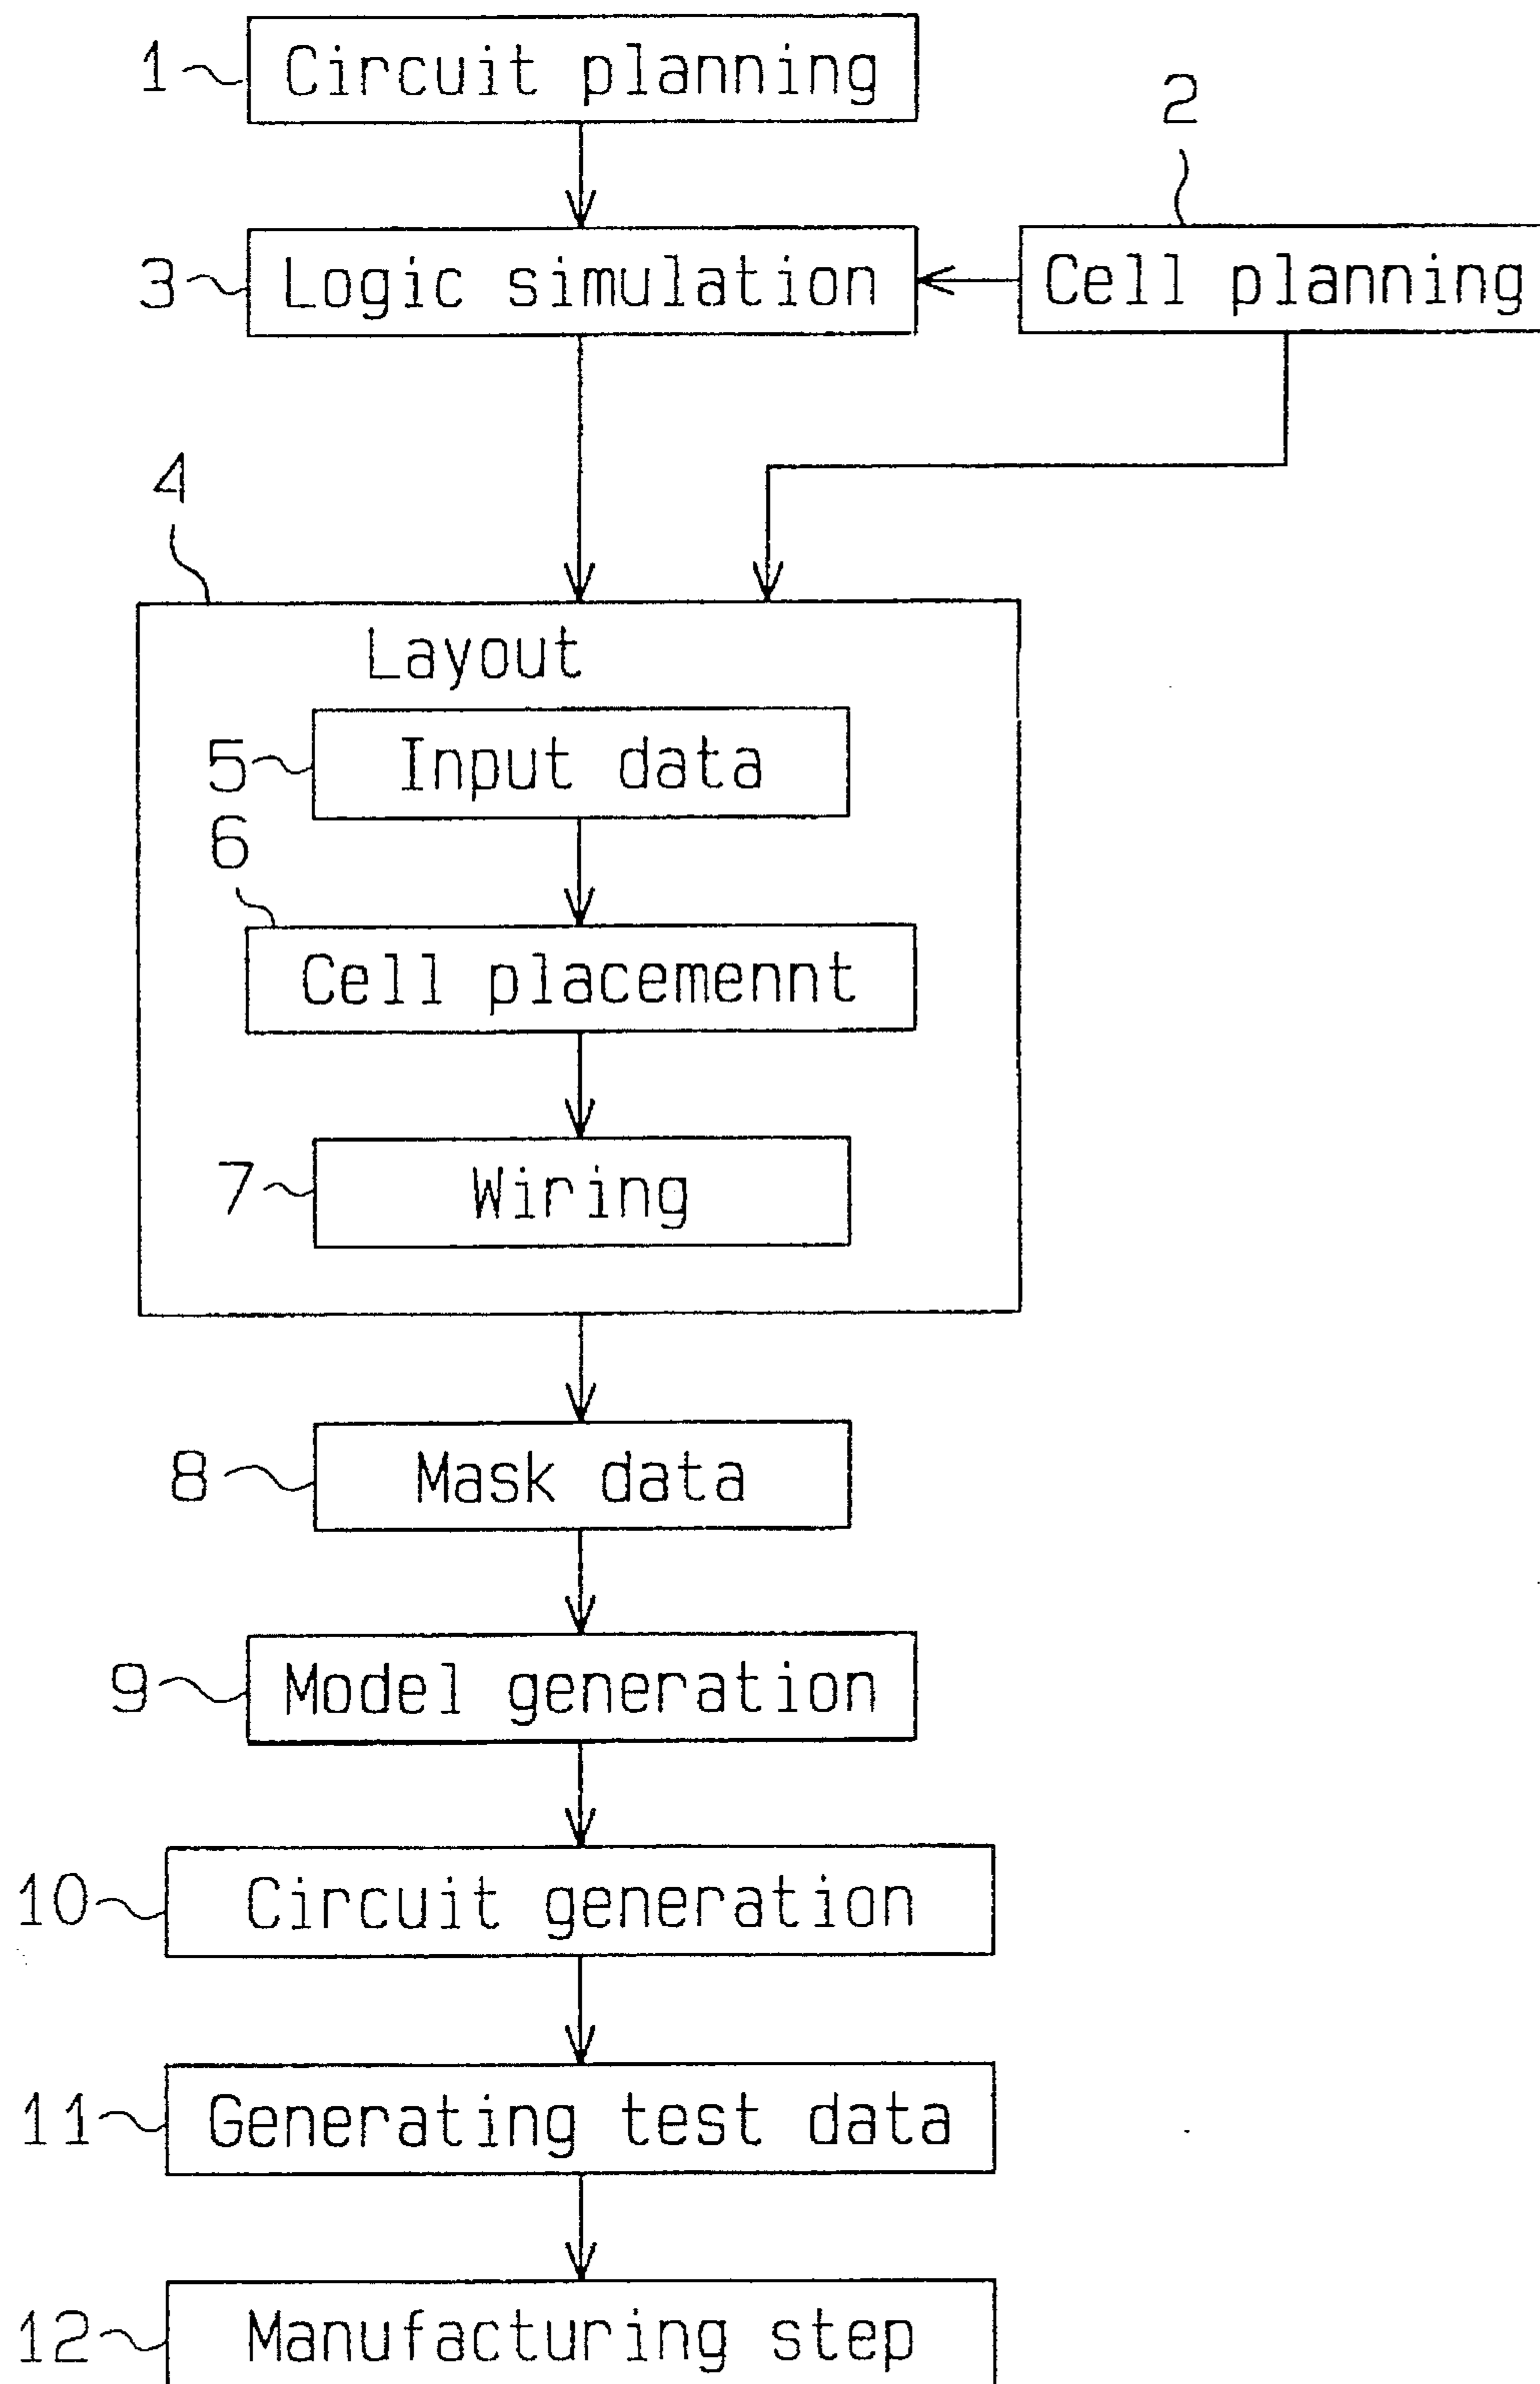 1 Circuit planning
2
3 Logic simulation
Cell planning
4
Layout
5 Input data
6
Cell placemennt
7 Wiring
8 Mask data
9 Model generation
10 Circuit generation
11 Generating test data
12 Manufacturing step